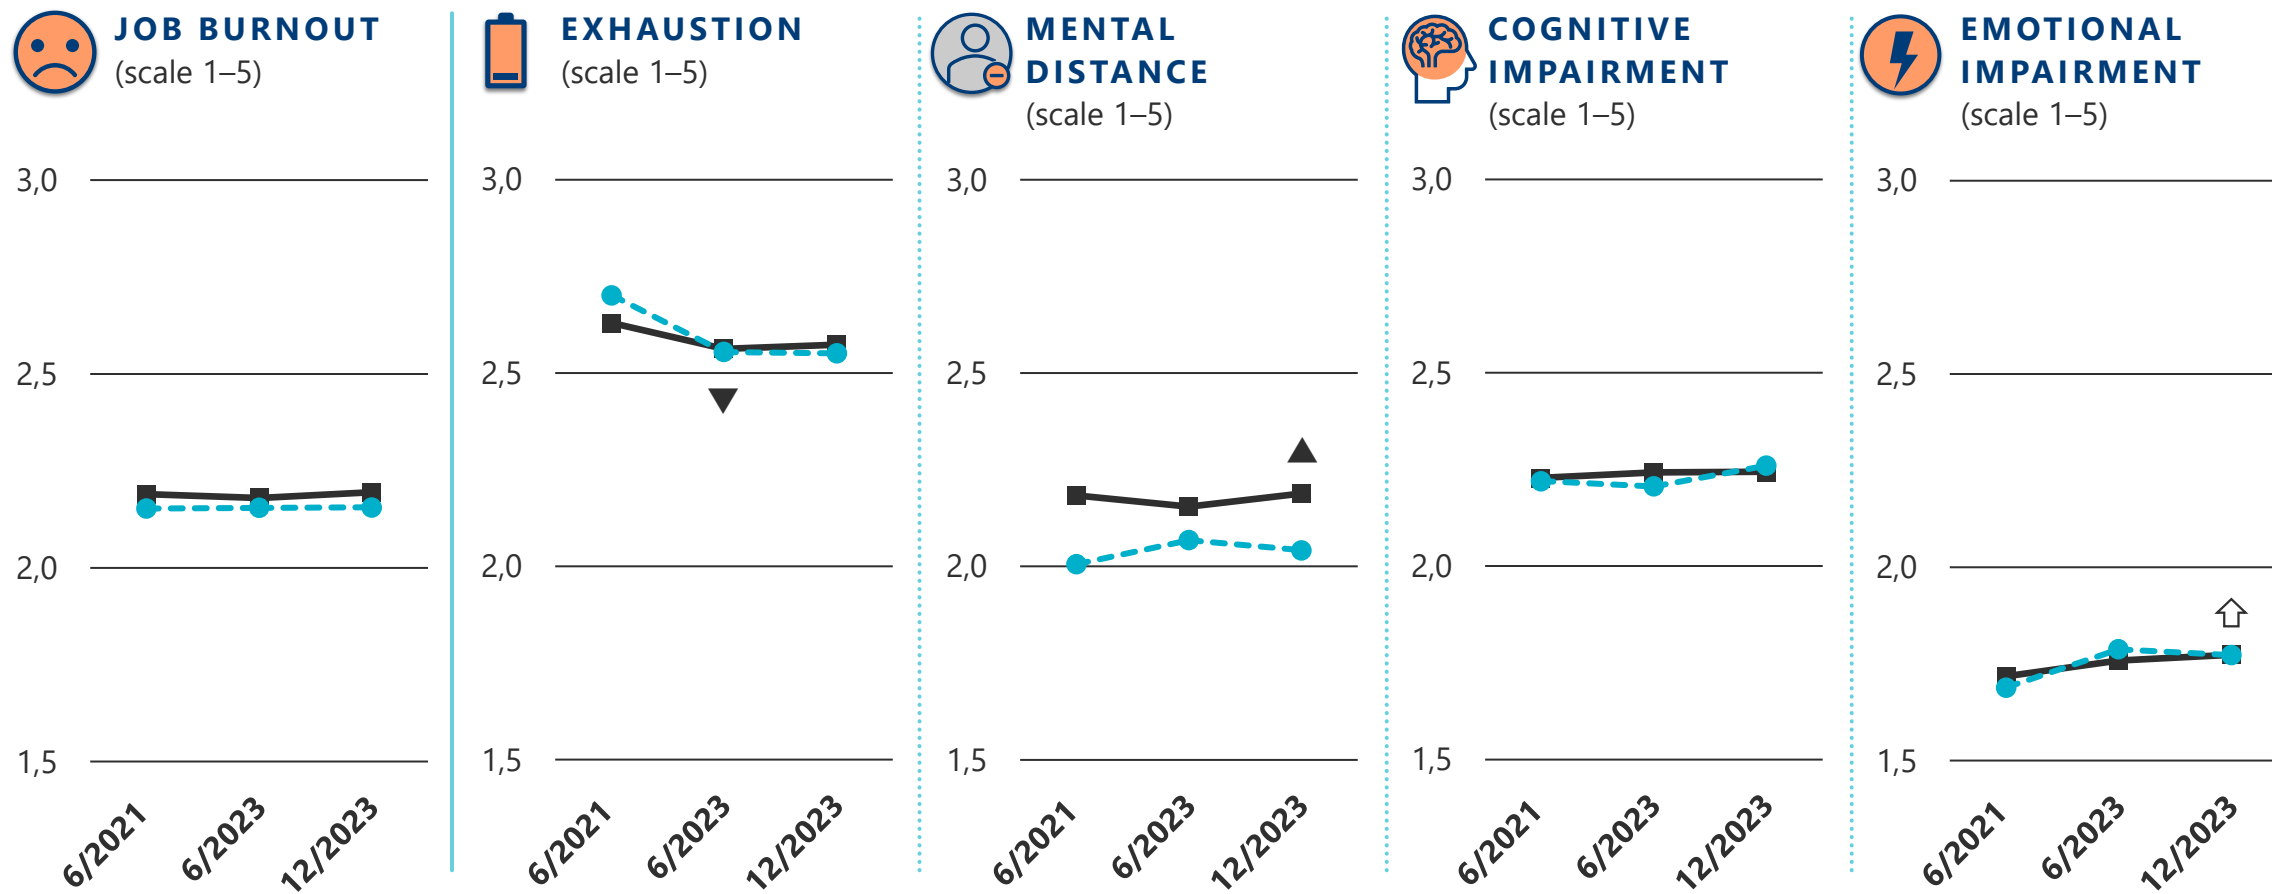 JOB BURNOUT
(scale 1–5)
3,0
2,5
2,0
1,5
6/2021
6/2023
12/2023
EXHAUSTION
(scale 1–5)
3,0
2,5
2,0
1,5
6/2021
6/2023
12/2023
MENTAL
DISTANCE
(scale 1–5)
3,0
2,5
2,0
1,5
6/2021
6/2023
12/2023
COGNITIVE
IMPAIRMENT
(scale 1–5)
3,0
2,5
2,0
1,5
6/2021
6/2023
12/2023
EMOTIONAL
IMPAIRMENT
(scale 1–5)
3,0
2,5
2,0
1,5
6/2021
6/2023
12/2023